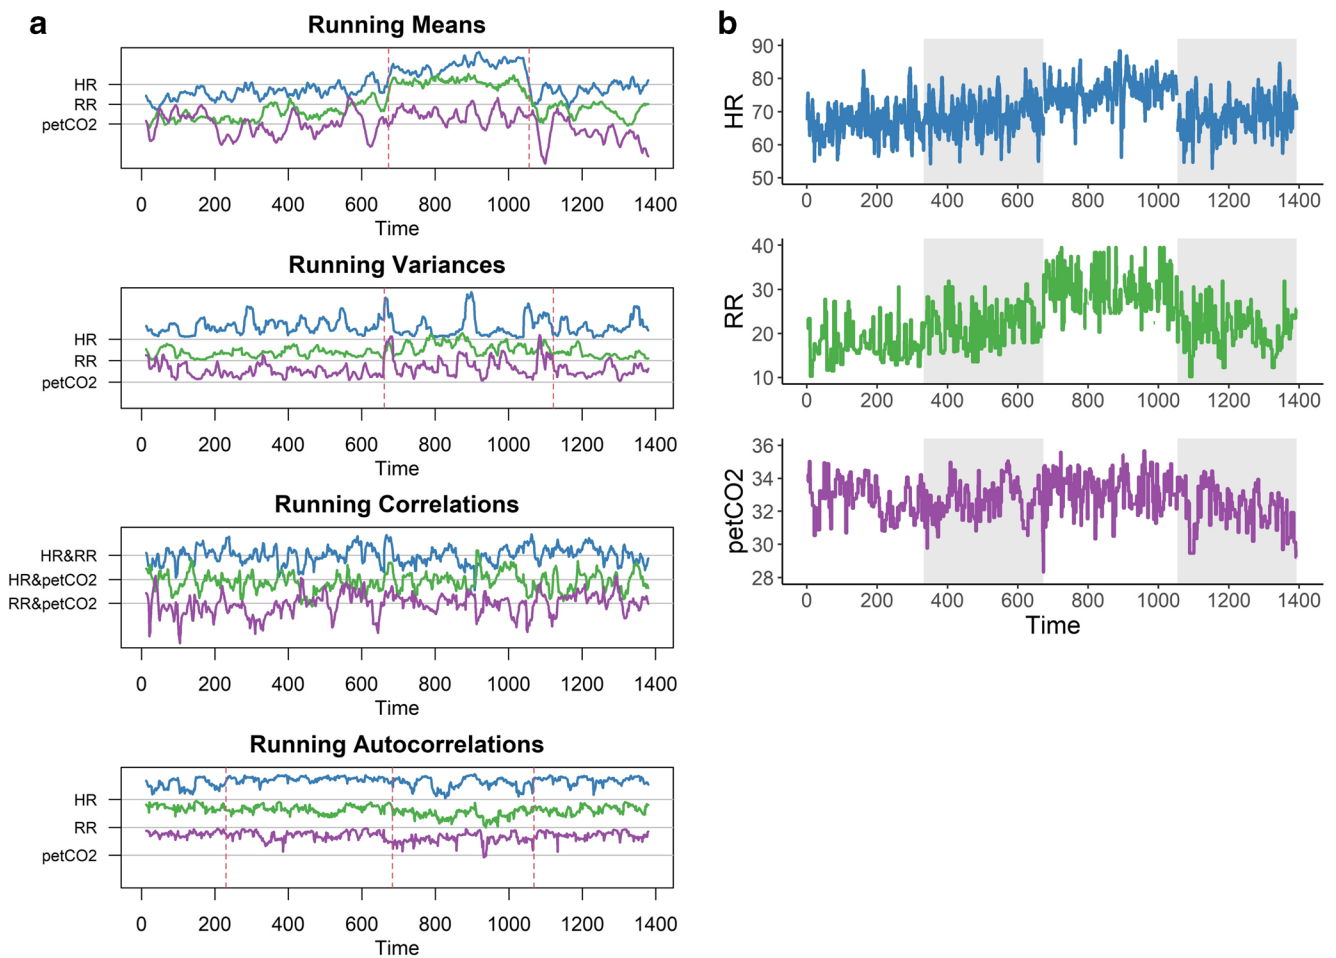 a
Running Means
HR
RR
petCO2
0 200 400 600 800 1000 1200 1400
Time
Running Variances
HR
RR
petCO2
0 200 400 600 800 1000 1200 1400
Time
Running Correlations
HR&RR
HR&petCO2
RR&petCO2
0 200 400 600 800 1000 1200 1400
Time
Running Autocorrelations
HR
RR
petCO2
0 200 400 600 800 1000 1200 1400
Time
b
HR
90
80
70
60
50
0 200 400 600 800 1000 1200 1400
RR
40
30
20
10
0 200 400 600 800 1000 1200 1400
petCO2
36
34
32
30
28
0 200 400 600 800 1000 1200 1400
Time